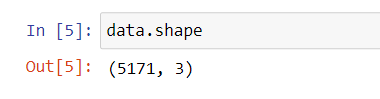 In [5]: data.shape
Out[5]: (5171, 3)